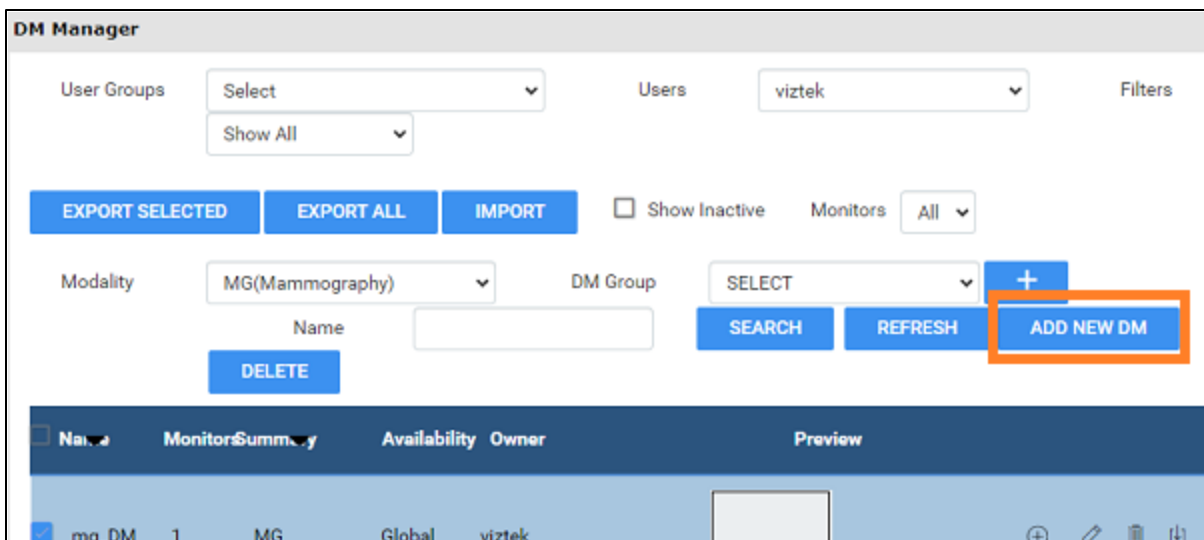 DM Manager
User Groups Select Users viztek Filters
Show All
EXPORT SELECTED EXPORT ALL IMPORT Show Inactive Monitors All
Modality MG(Mammography) DM Group SELECT +
Name SEARCH REFRESH ADD NEW DM
DELETE
Monitors Availability Owner Preview
mg_DM 1 MG Global viztek